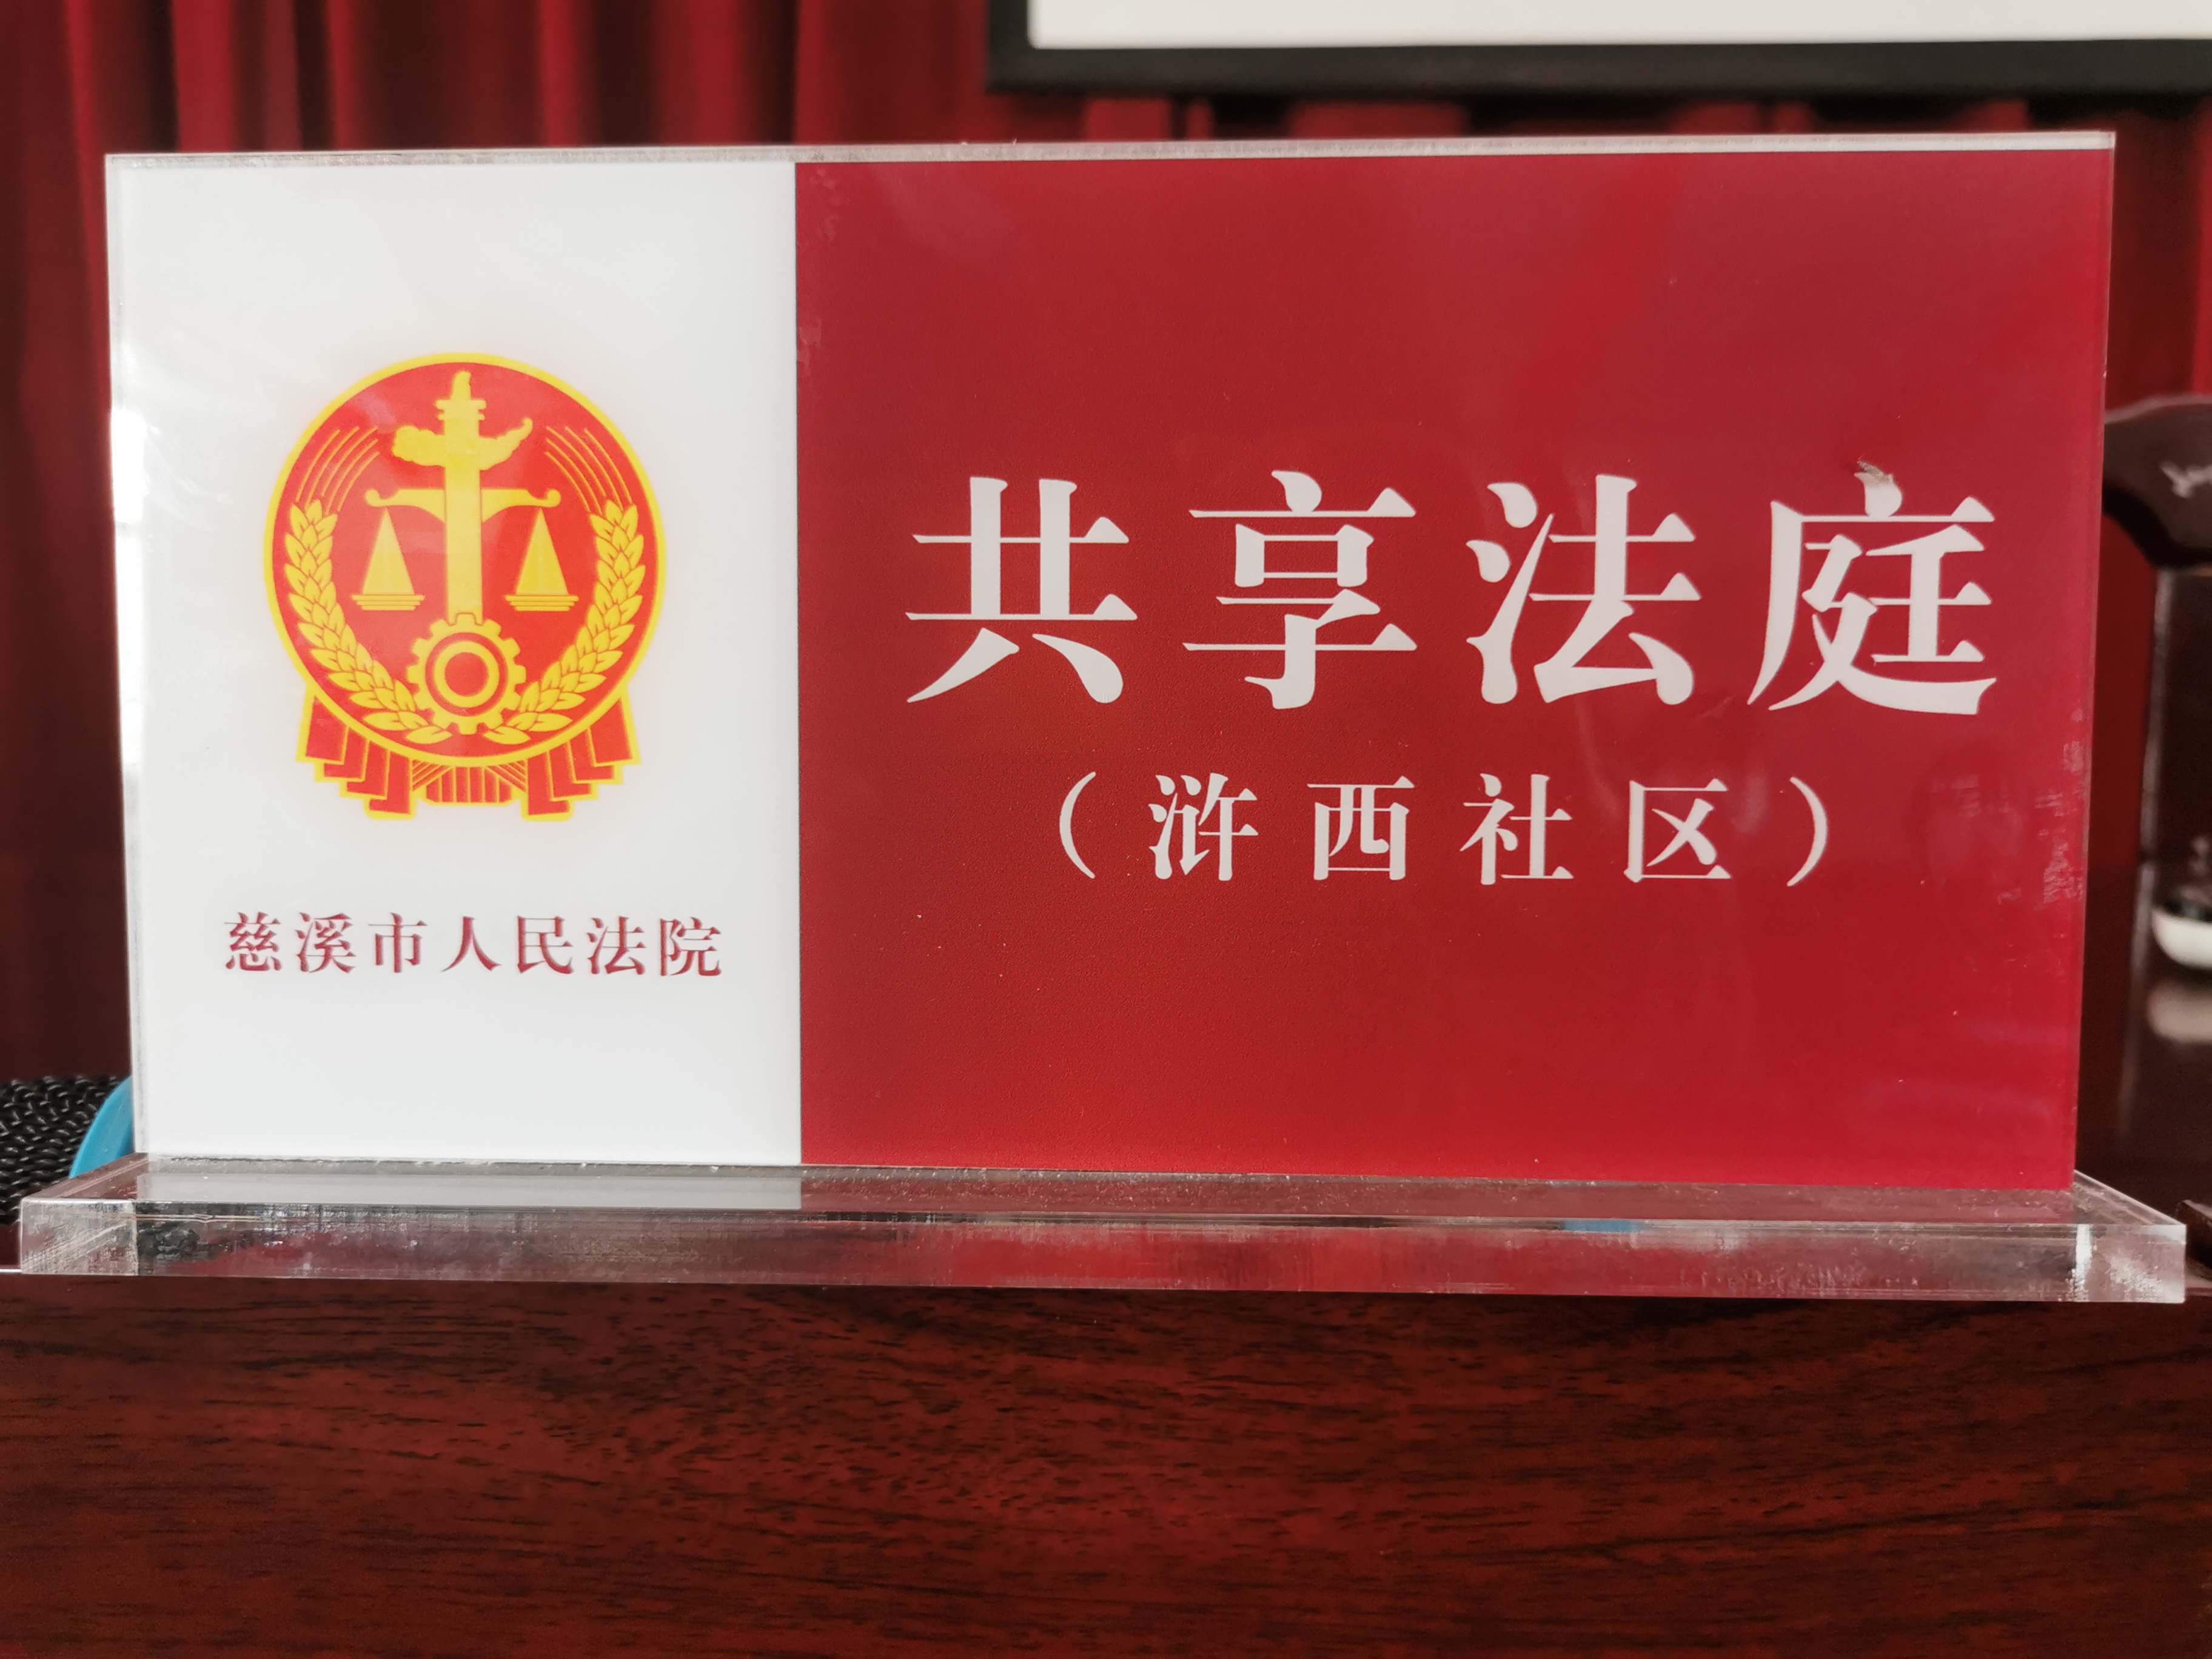 慈溪市人民法院
共享法庭
（浒西社区）